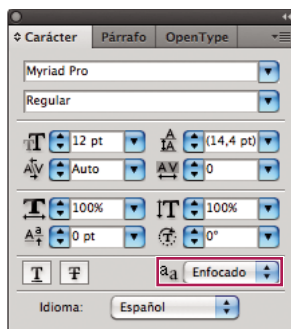 Carácter Párrafo OpenType
Myriad Pro
Regular
12 pt (14,4 pt)
Auto 0
100% 100%
0 pt 0°
T T aa Enfocado
Idioma: Español